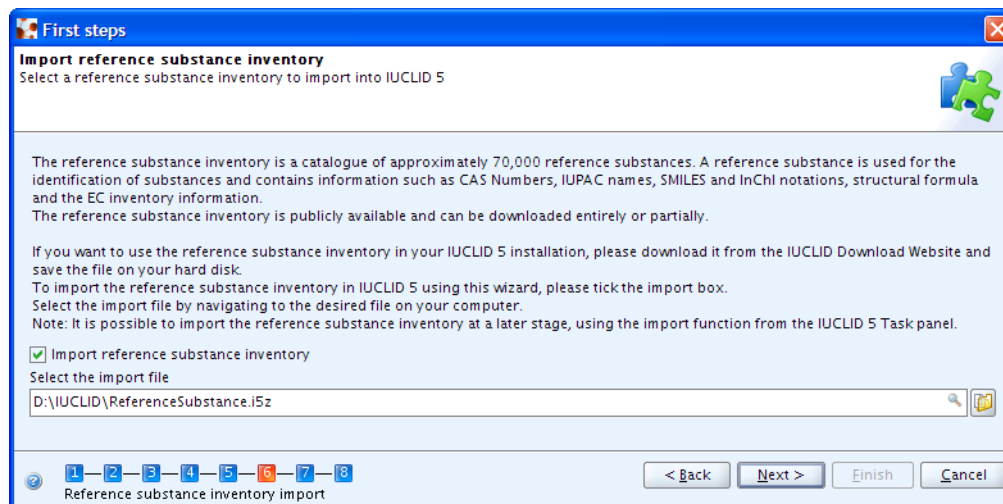 First steps
Import reference substance inventory
Select a reference substance inventory to import into IUCLID 5
The reference substance inventory is a catalogue of approximately 70,000 reference substances. A reference substance is used for the
identification of substances and contains information such as CAS Numbers, IUPAC names, SMILES and InChI notations, structural formula
and the EC inventory information.
The reference substance inventory is publicly available and can be downloaded entirely or partially.
If you want to use the reference substance inventory in your IUCLID 5 installation, please download it from the IUCLID Download Website and
save the file on your hard disk.
To import the reference substance inventory in IUCLID 5 using this wizard, please tick the import box.
Select the import file by navigating to the desired file on your computer.
Note: It is possible to import the reference substance inventory at a later stage, using the import function from the IUCLID 5 Task panel.
Import reference substance inventory
Select the import file
D:\IUCLID\ReferenceSubstance.i5z
1 2 3 4 5 6 7 8
Reference substance inventory import
< Back Next > Finish Cancel